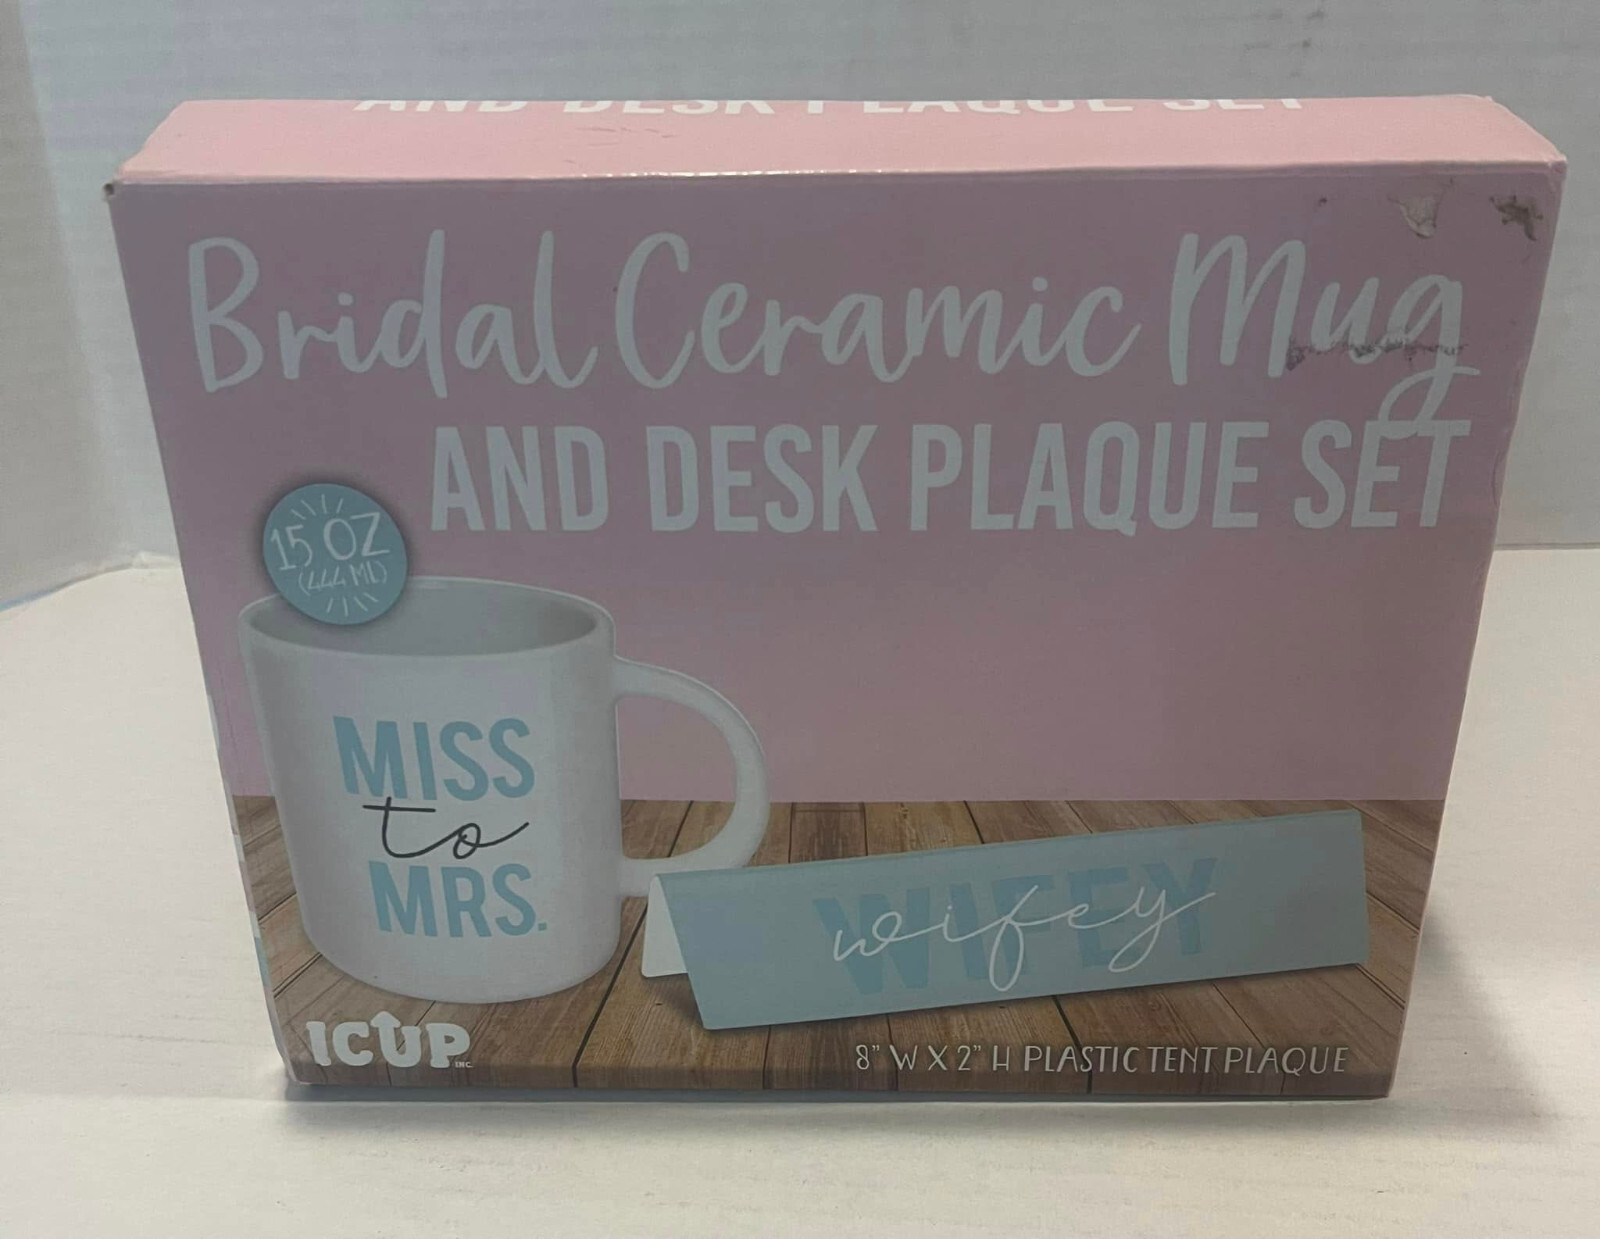 AND DESK PLAQUE SET
Bridal Ceramic Mug
AND DESK PLAQUE SET
15 OZ
(444 ML)
MISS
to
MRS.
WIFEY
wifey
ICUP
INC.
8" W X 2" H PLASTIC TENT PLAQUE